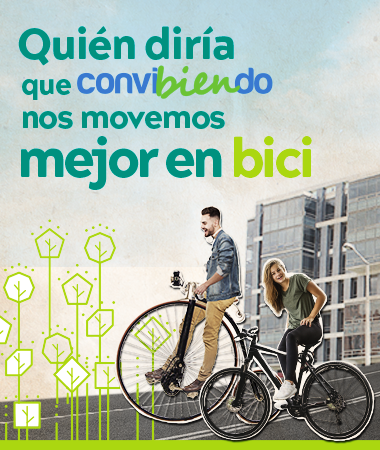 Quién diría
que convibiendo
nos movemos
mejor en bici